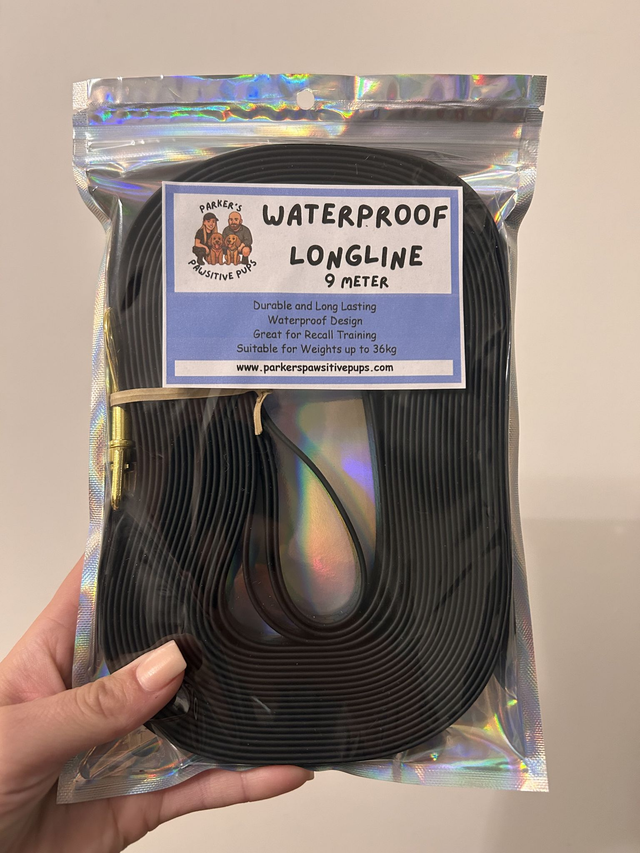 PARKER'S
PAWSITIVE PUPS
WATERPROOF
LONGLINE
9 METER
Durable and Long Lasting
Waterproof Design
Great for Recall Training
Suitable for Weights up to 36kg
www.parkerspawsitivepups.com